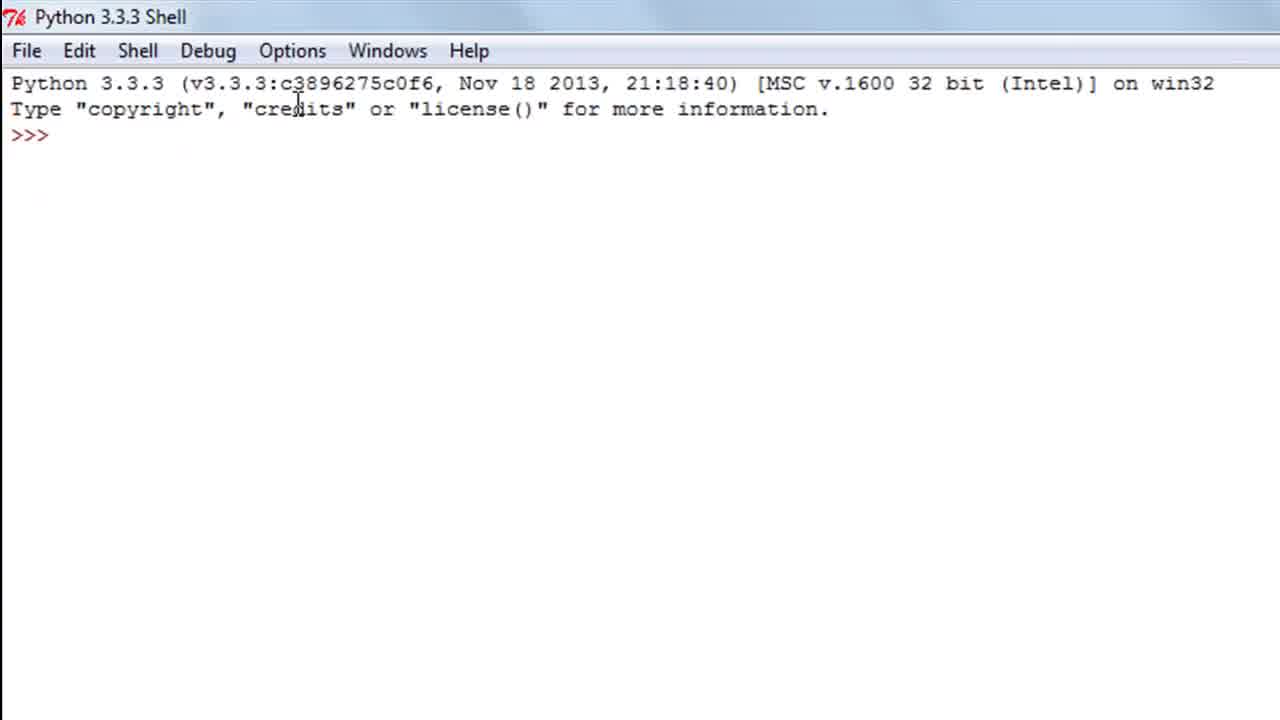 Python 3.3.3 Shell
File Edit Shell Debug Options Windows Help
Python 3.3.3 (v3.3.3:c3896275c0f6, Nov 18 2013, 21:18:40) [MSC v.1600 32 bit (Intel)] on win32
Type "copyright", "credits" or "license()" for more information.
>>>